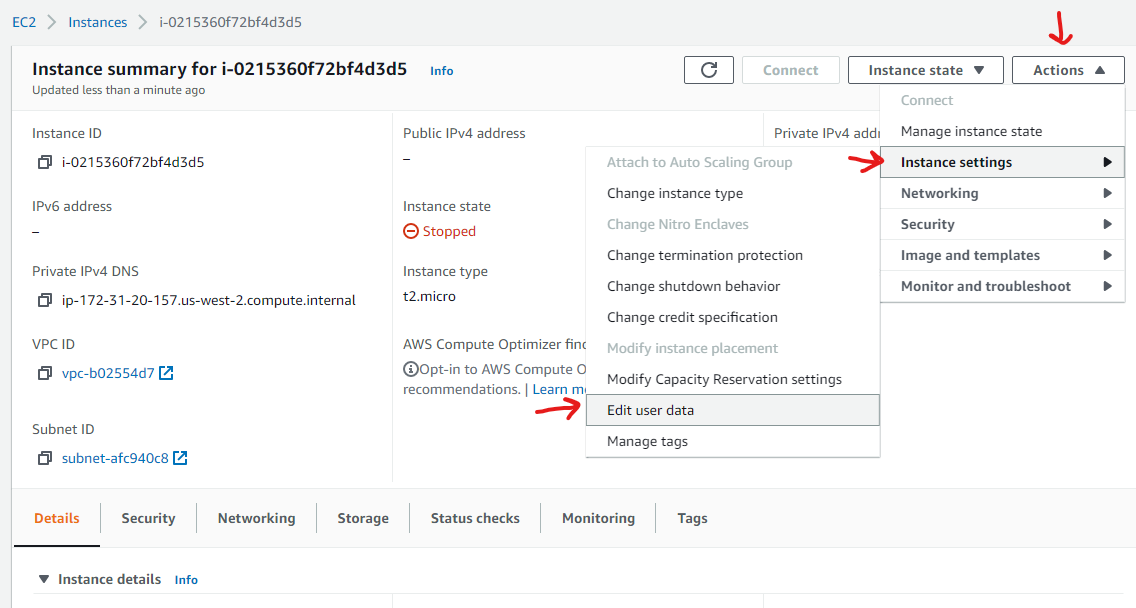 EC2 > Instances > i-0215360f72bf4d3d5
Instance summary for i-0215360f72bf4d3d5 Info
Updated less than a minute ago
Connect
Instance state
Actions
Instance ID
i-0215360f72bf4d3d5
IPv6 address
–
Private IPv4 DNS
ip-172-31-20-157.us-west-2.compute.internal
VPC ID
vpc-b02554d7
Subnet ID
subnet-afc940c8
Public IPv4 address
–
Instance state
Stopped
Instance type
t2.micro
AWS Compute Optimizer find
Opt-in to AWS Compute O
recommendations. | Learn m
Private IPv4 addr
Connect
Manage instance state
Instance settings
Networking
Security
Image and templates
Monitor and troubleshoot
Attach to Auto Scaling Group
Change instance type
Change Nitro Enclaves
Change termination protection
Change shutdown behavior
Change credit specification
Modify instance placement
Modify Capacity Reservation settings
Edit user data
Manage tags
Details
Security
Networking
Storage
Status checks
Monitoring
Tags
Instance details Info